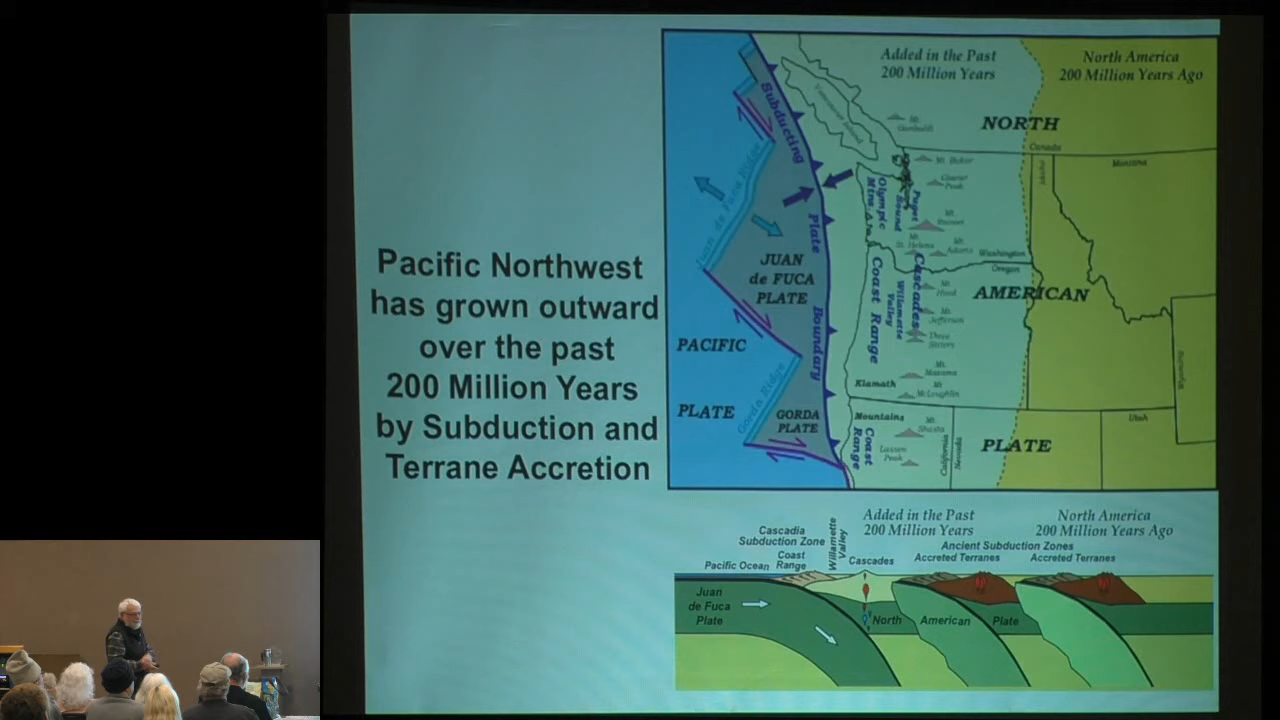 Pacific Northwest
has grown outward
over the past
200 Million Years
by Subduction and
Terrane Accretion
Added in the Past
200 Million Years
North America
200 Million Years Ago
NORTH
AMERICAN
PLATE
Canada
Idaho
Montana
Wyoming
Utah
Washington
Oregon
California
Nevada
Vancouver Island
Subducting
Plate
Boundary
Juan de Fuca Ridge
JUAN
de FUCA
PLATE
PACIFIC
PLATE
Gorda Ridge
GORDA
PLATE
Olympic
Mtns.
Puget
Sound
Coast Range
Willamette
Valley
Cascades
Klamath
Mountains
Coast
Range
Mt.
Garibaldi
Mt. Baker
Glacier
Peak
Mt.
Rainier
Mt.
St. Helens
Mt.
Adams
Mt.
Hood
Mt.
Jefferson
Three
Sisters
Mt.
Mazama
Mt
McLoughlin
Mt.
Shasta
Lassen
Peak
Added in the Past
200 Million Years
North America
200 Million Years Ago
Cascadia
Subduction Zone
Willamette
Valley
Ancient Subduction Zones
Pacific Ocean
Coast
Range
Cascades
Accreted Terranes
Accreted Terranes
Juan
de Fuca
Plate
North
American
Plate